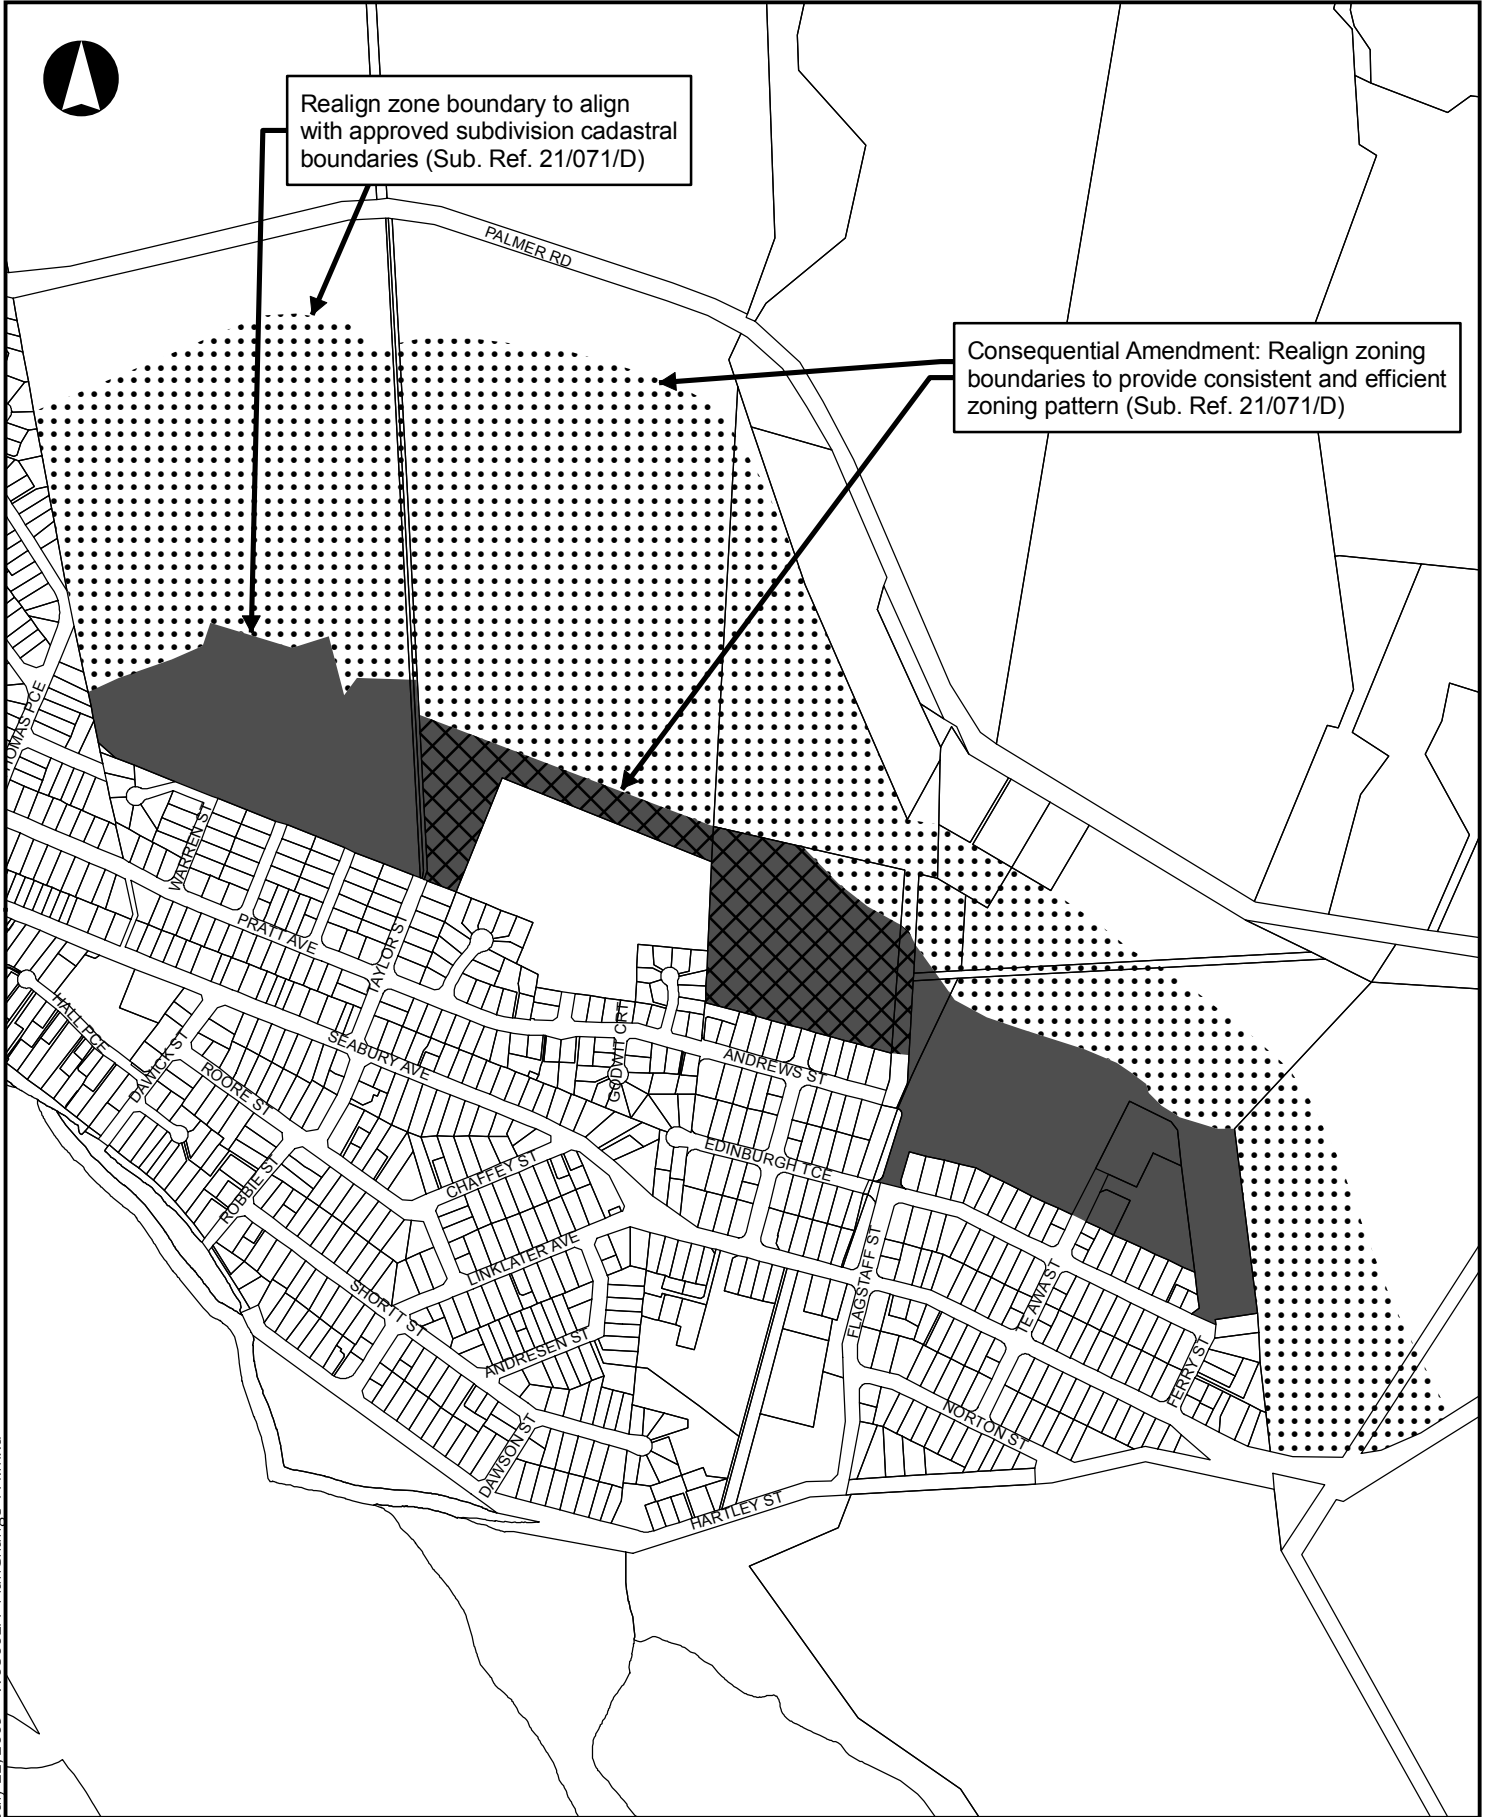 Realign zone boundary to align
with approved subdivision cadastral
boundaries (Sub. Ref. 21/071/D)
PALMER RD
Consequential Amendment: Realign zoning
boundaries to provide consistent and efficient
zoning pattern (Sub. Ref. 21/071/D)
WARREN ST
PRATT AVE
TAYLOR ST
HALL PCE
DAWICK ST
ROORE ST
SEABURY AVE
GODWIT CRT
ANDREWS ST
EDINBURGH TCE
CHAFFEY ST
ROBBIE ST
LINKLATER AVE
SHORTT ST
ANDRESEN ST
FLAGSTAFF ST
TE AWA ST
FERRY ST
NORTON ST
DAWSON ST
HARTLEY ST